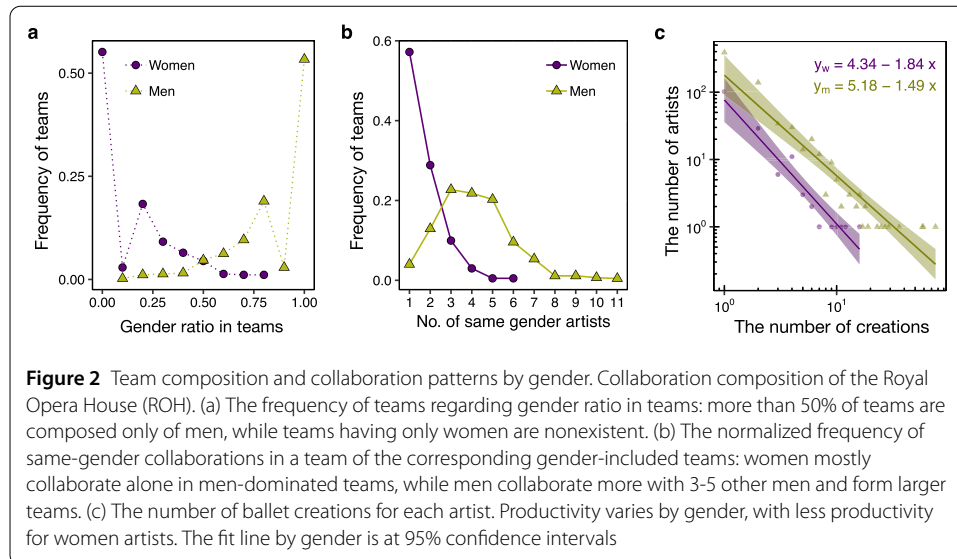 a
Women
Men
0.50
0.25
0.00
Frequency of teams
0.00 0.25 0.50 0.75 1.00
Gender ratio in teams
b
Women
Men
0.6
0.4
0.2
0.0
Frequency of teams
1 2 3 4 5 6 7 8 9 10 11
No. of same gender artists
c
y_w = 4.34 − 1.84 x
y_m = 5.18 − 1.49 x
10²
10¹
10⁰
The number of artists
10⁰ 10¹
The number of creations
Figure 2 Team composition and collaboration patterns by gender. Collaboration composition of the Royal
Opera House (ROH). (a) The frequency of teams regarding gender ratio in teams: more than 50% of teams are
composed only of men, while teams having only women are nonexistent. (b) The normalized frequency of
same-gender collaborations in a team of the corresponding gender-included teams: women mostly
collaborate alone in men-dominated teams, while men collaborate more with 3-5 other men and form larger
teams. (c) The number of ballet creations for each artist. Productivity varies by gender, with less productivity
for women artists. The fit line by gender is at 95% confidence intervals